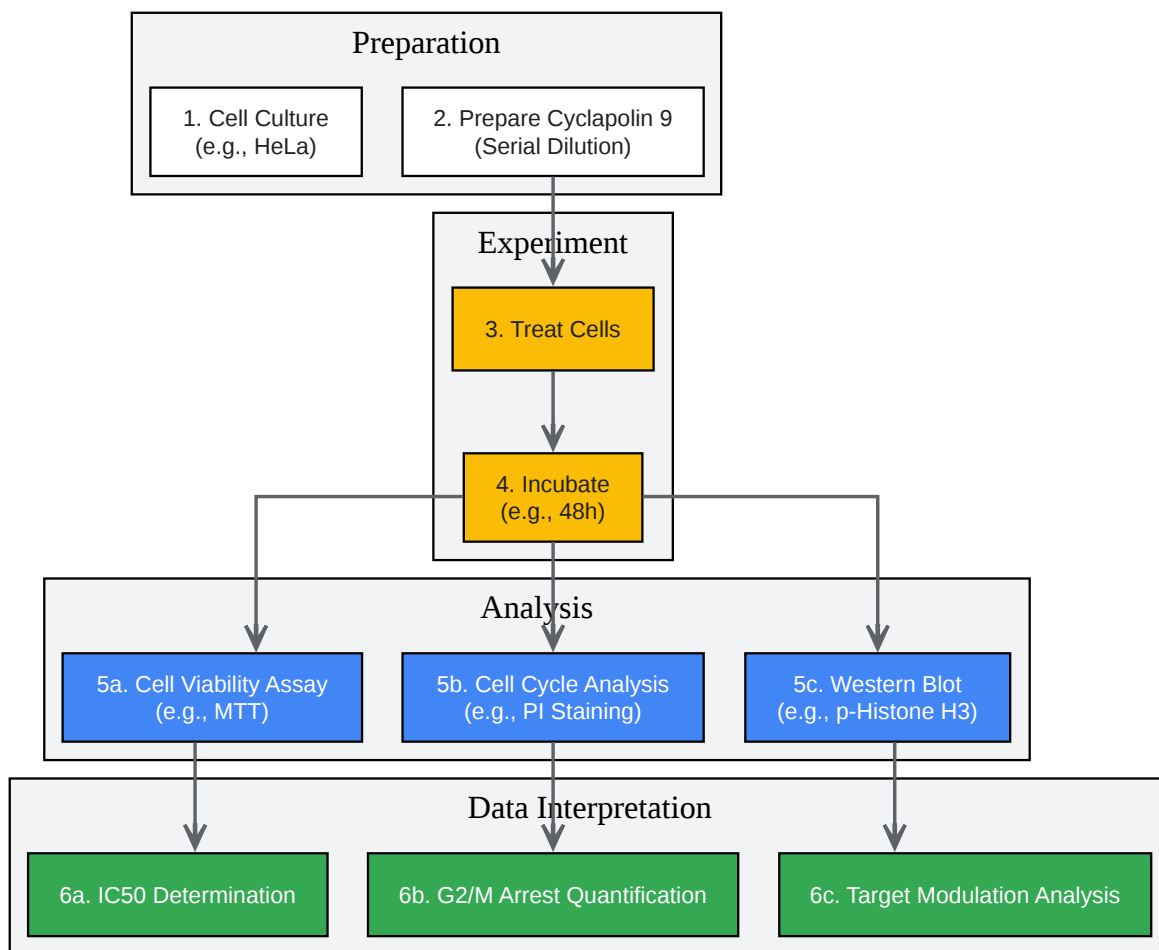 Preparation
1. Cell Culture
(e.g., HeLa)
2. Prepare Cyclapolin 9
(Serial Dilution)
Experiment
3. Treat Cells
4. Incubate
(e.g., 48h)
Analysis
5a. Cell Viability Assay
(e.g., MTT)
5b. Cell Cycle Analysis
(e.g., PI Staining)
5c. Western Blot
(e.g., p-Histone H3)
Data Interpretation
6a. IC50 Determination
6b. G2/M Arrest Quantification
6c. Target Modulation Analysis